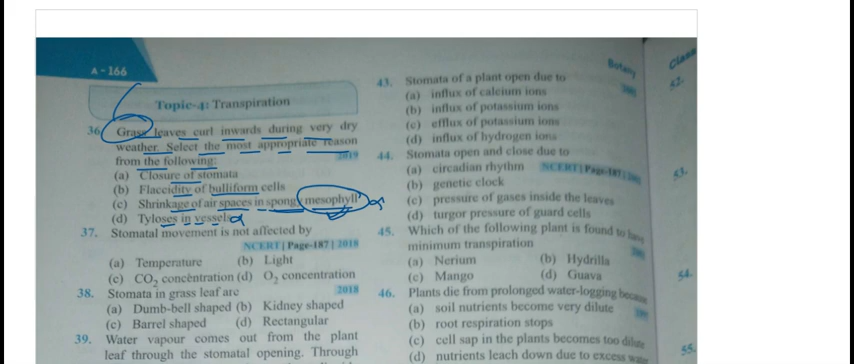 A-166
Topic-4: Transpiration
36. Grass leaves curl inwards during very dry
weather. Select the most appropriate reason
from the following: 2019
(a) Closure of stomata
(b) Flaccidity of bulliform cells
(c) Shrinkage of air spaces in spongy mesophyll
(d) Tyloses in vessels
37. Stomatal movement is not affected by
NCERT | Page-187 | 2018
(a) Temperature (b) Light
(c) CO₂ concentration (d) O₂ concentration
38. Stomata in grass leaf are 2018
(a) Dumb-bell shaped (b) Kidney shaped
(c) Barrel shaped (d) Rectangular
39. Water vapour comes out from the plant
leaf through the stomatal opening. Through
Botany
43. Stomata of a plant open due to
(a) influx of calcium ions
(b) influx of potassium ions
(c) efflux of potassium ions
(d) influx of hydrogen ions
44. Stomata open and close due to
(a) circadian rhythm NCERT | Page-187
(b) genetic clock
(c) pressure of gases inside the leaves
(d) turgor pressure of guard cells
45. Which of the following plant is found to have
minimum transpiration
(a) Nerium (b) Hydrilla
(c) Mango (d) Guava
46. Plants die from prolonged water-logging because
(a) soil nutrients become very dilute
(b) root respiration stops
(c) cell sap in the plants becomes too dilute
(d) nutrients leach down due to excess water
Class
52.
53.
54.
55.